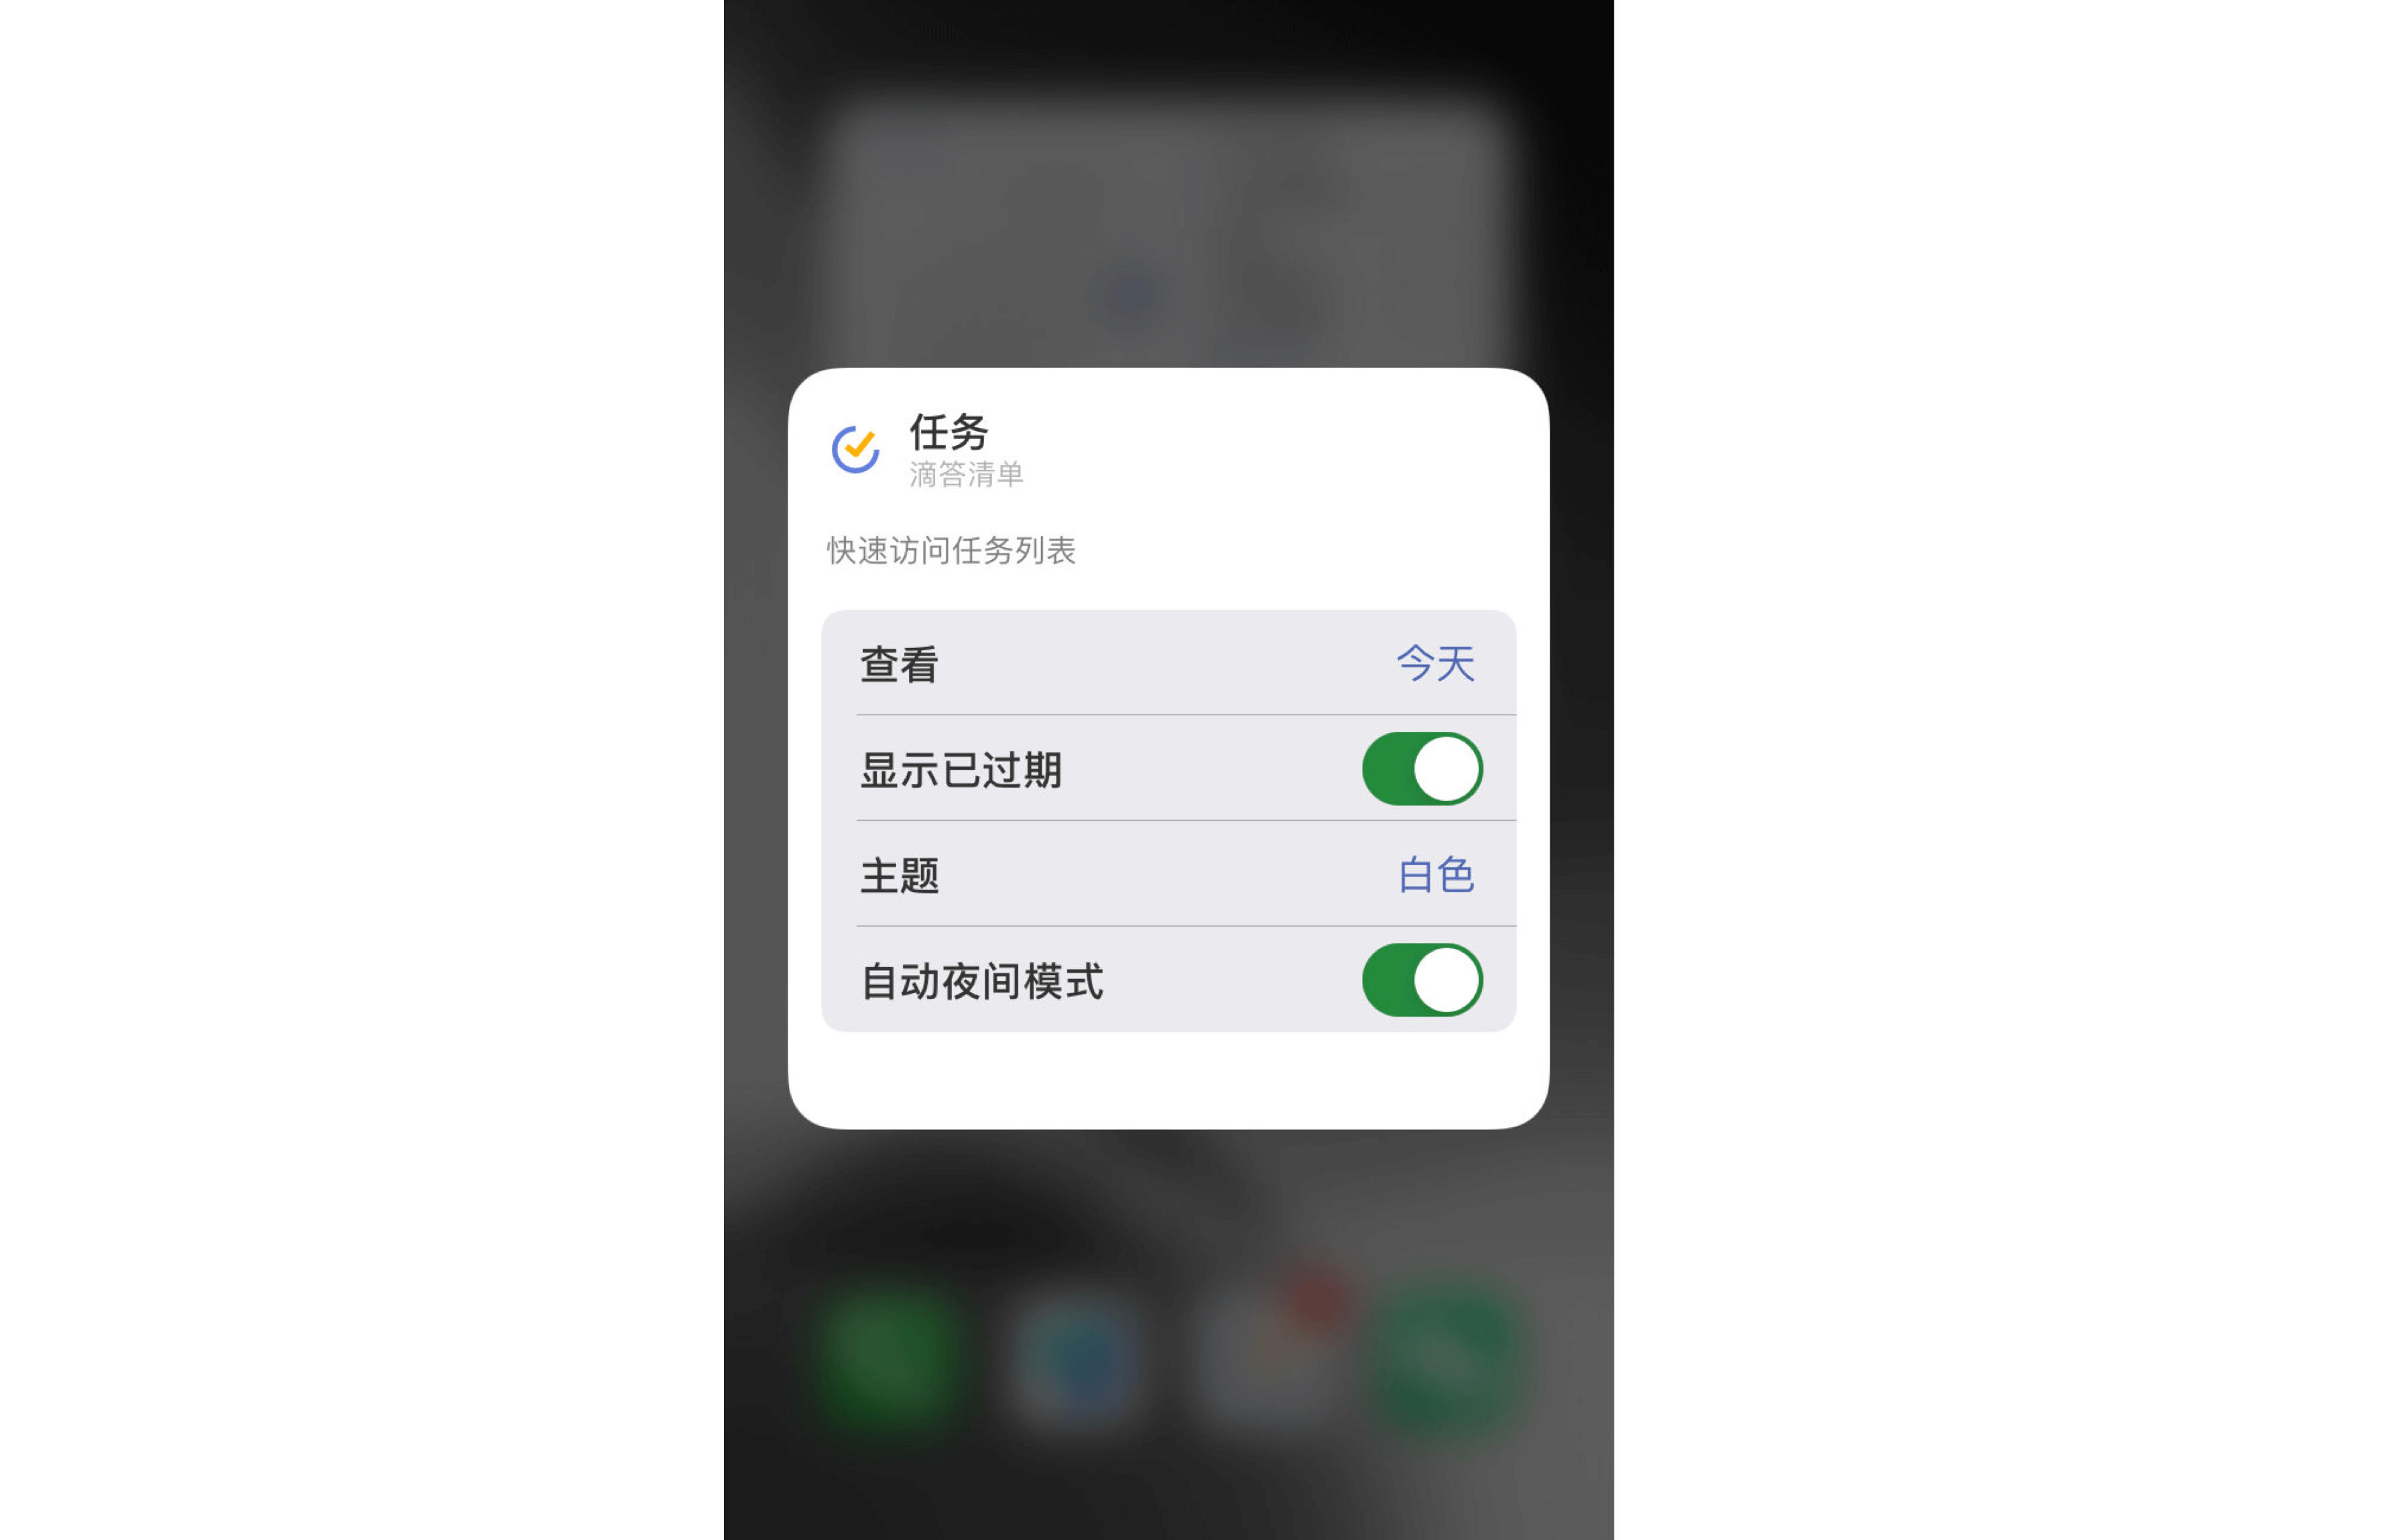 任务
滴答清单
快速访问任务列表
查看 今天
显示已过期
主题 白色
自动夜间模式